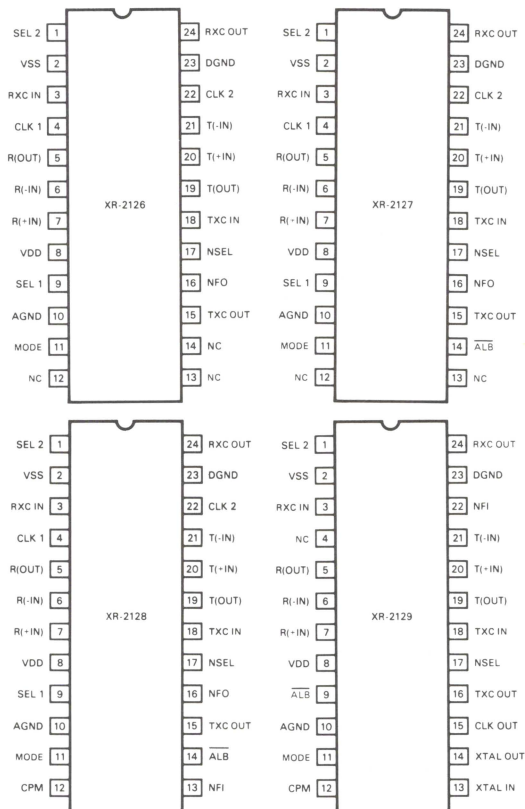 SEL 2 1 24 RXC OUT
VSS 2 23 DGND
RXC IN 3 22 CLK 2
CLK 1 4 21 T(-IN)
R(OUT) 5 20 T(+IN)
R(-IN) 6 19 T(OUT)
XR-2126
R(+IN) 7 18 TXC IN
VDD 8 17 NSEL
SEL 1 9 16 NFO
AGND 10 15 TXC OUT
MODE 11 14 NC
NC 12 13 NC
SEL 2 1 24 RXC OUT
VSS 2 23 DGND
RXC IN 3 22 CLK 2
CLK 1 4 21 T(-IN)
R(OUT) 5 20 T(+IN)
R(-IN) 6 19 T(OUT)
XR-2127
R(+IN) 7 18 TXC IN
VDD 8 17 NSEL
SEL 1 9 16 NFO
AGND 10 15 TXC OUT
MODE 11 14 ALB
NC 12 13 NC
SEL 2 1 24 RXC OUT
VSS 2 23 DGND
RXC IN 3 22 CLK 2
CLK 1 4 21 T(-IN)
R(OUT) 5 20 T(+IN)
R(-IN) 6 19 T(OUT)
XR-2128
R(+IN) 7 18 TXC IN
VDD 8 17 NSEL
SEL 1 9 16 NFO
AGND 10 15 TXC OUT
MODE 11 14 ALB
CPM 12 13 NFI
SEL 2 1 24 RXC OUT
VSS 2 23 DGND
RXC IN 3 22 NFI
NC 4 21 T(-IN)
R(OUT) 5 20 T(+IN)
R(-IN) 6 19 T(OUT)
XR-2129
R(+IN) 7 18 TXC IN
VDD 8 17 NSEL
ALB 9 16 TXC OUT
AGND 10 15 CLK OUT
MODE 11 14 XTAL OUT
CPM 12 13 XTAL IN